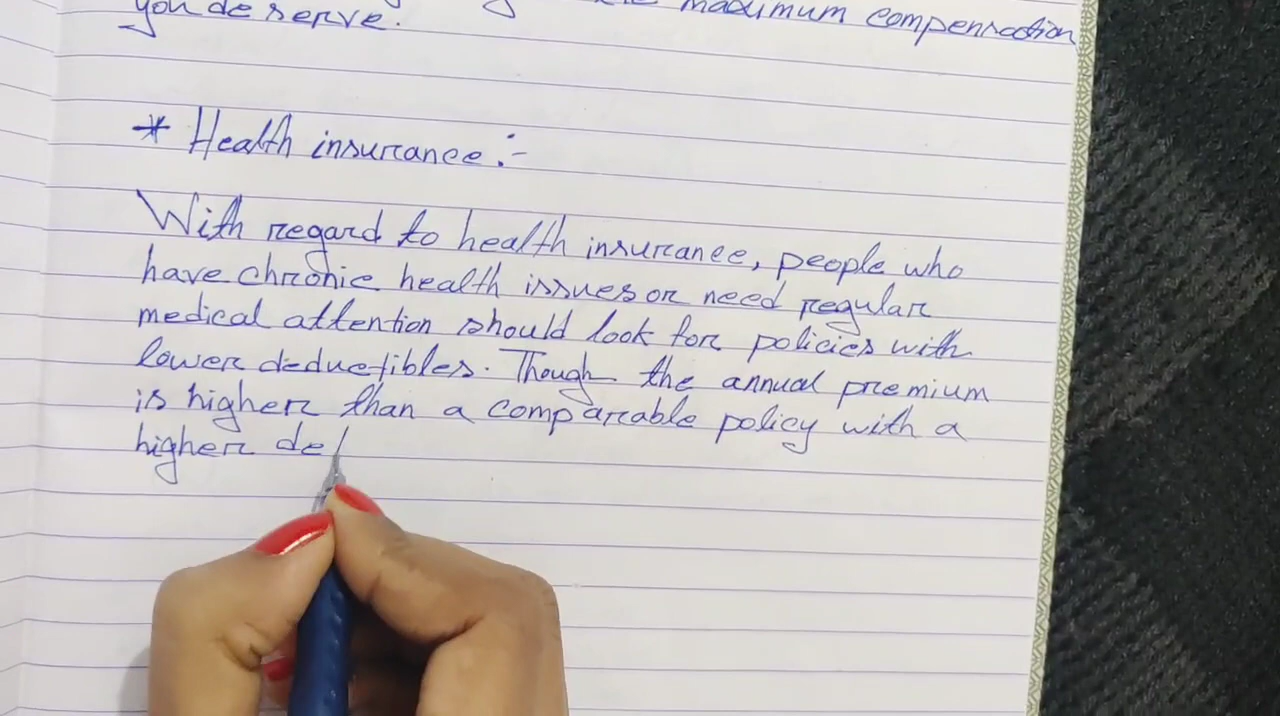 the maximum compensation
you deserve.
* Health insurance:-
With regard to health insurance, people who
have chronic health issues or need regular
medical attention should look for policies with
lower deductibles. Though the annual premium
is higher than a comparable policy with a
higher de